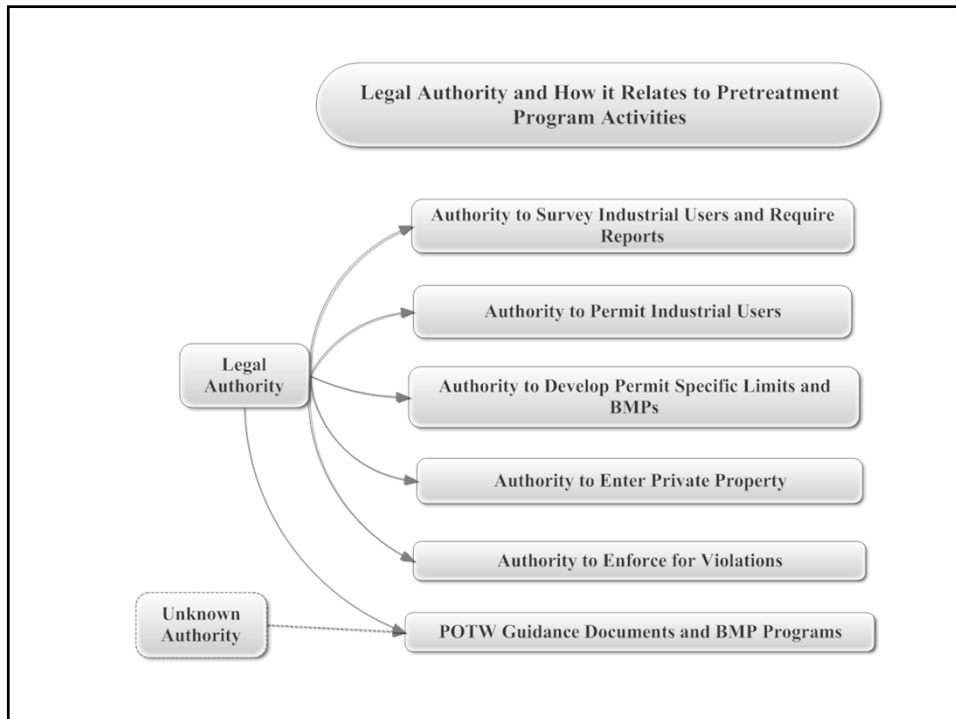 Legal Authority and How it Relates to Pretreatment
Program Activities
Authority to Survey Industrial Users and Require
Reports
Authority to Permit Industrial Users
Legal
Authority
Authority to Develop Permit Specific Limits and
BMPs
Authority to Enter Private Property
Authority to Enforce for Violations
Unknown
Authority
POTW Guidance Documents and BMP Programs